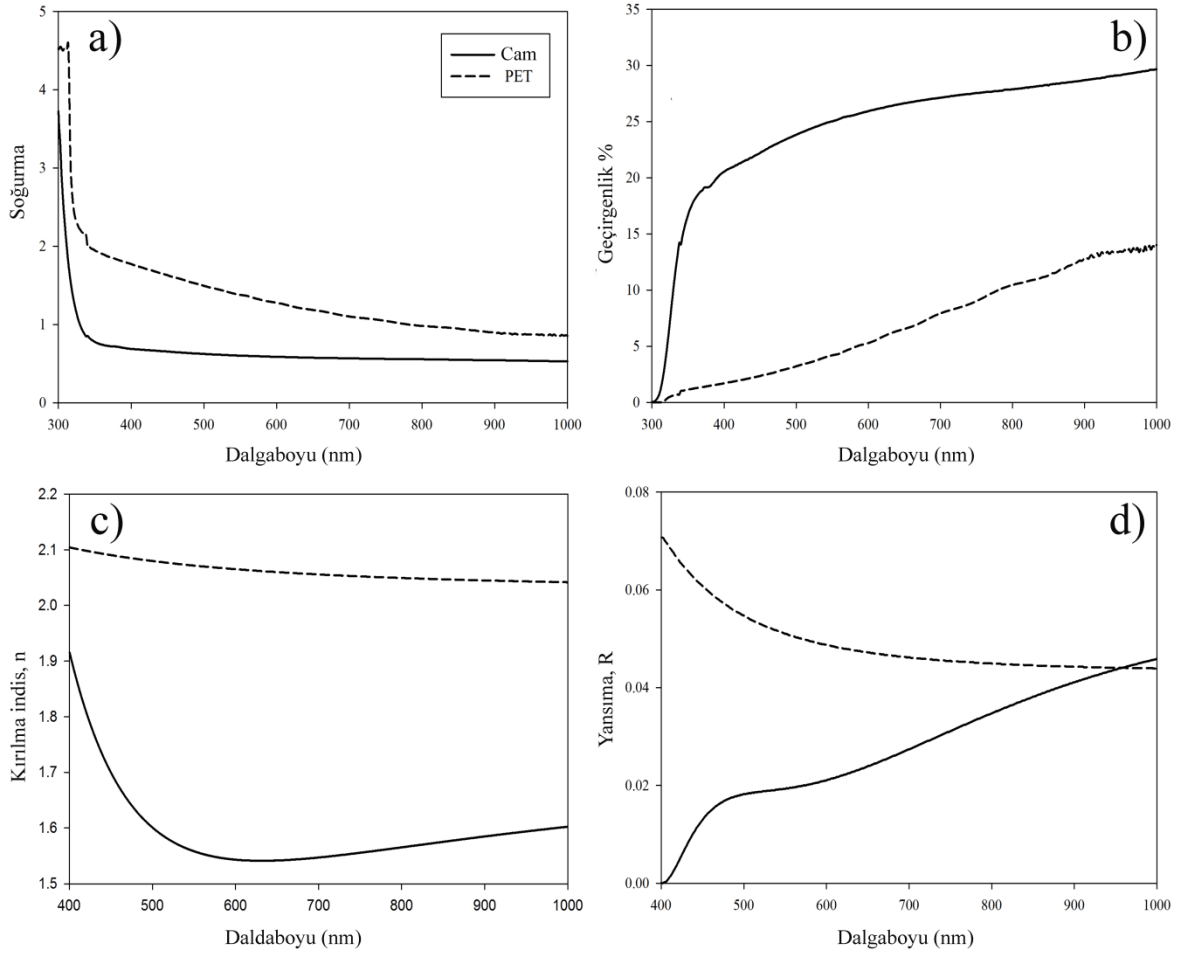 a)
Cam
PET
5
4
3
2
1
0
Soğurma
300 400 500 600 700 800 900 1000
Dalgaboyu (nm)
b)
35
30
25
20
15
10
5
0
Geçirgenlik %
300 400 500 600 700 800 900 1000
Dalgaboyu (nm)
c)
2.2
2.1
2.0
1.9
1.8
1.7
1.6
1.5
Kırılma indis, n
400 500 600 700 800 900 1000
Daldaboyu (nm)
d)
0.08
0.06
0.04
0.02
0.00
Yansıma, R
400 500 600 700 800 900 1000
Dalgaboyu (nm)